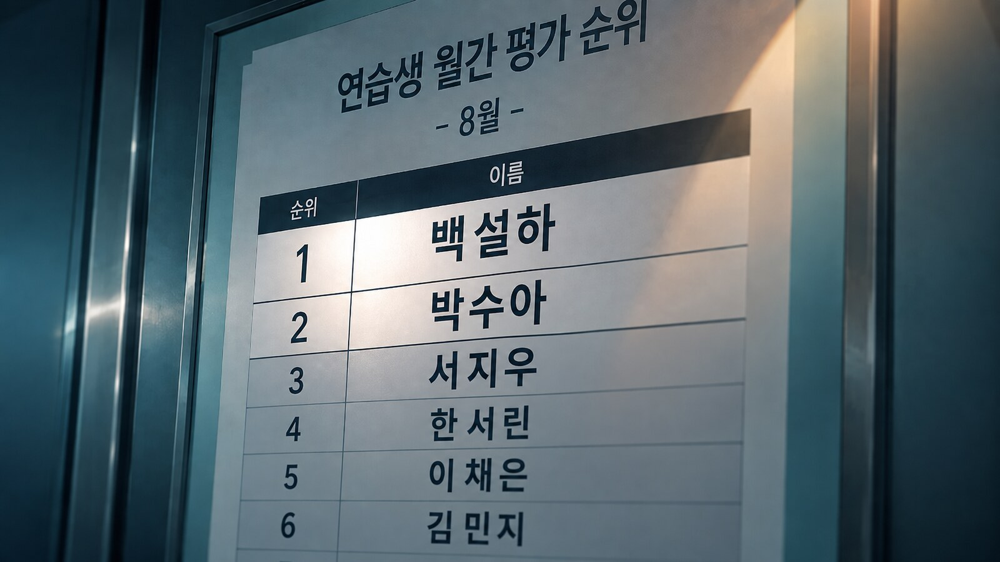 연습생 월간 평가 순위
- 8월 -
순위 이름
1 백설하
2 박수아
3 서지우
4 한서린
5 이채은
6 김민지